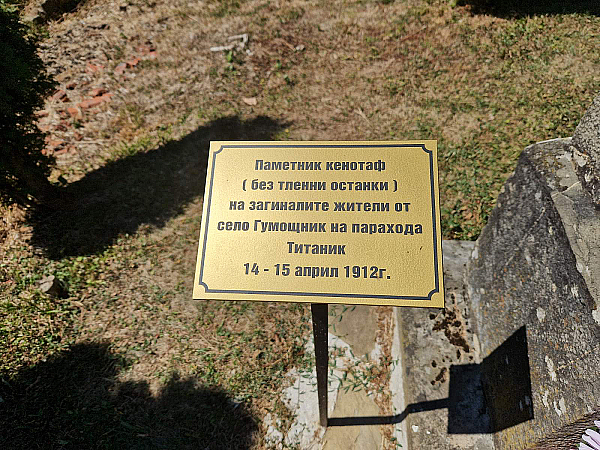 Паметник кенотаф
( без тленни останки )
на загиналите жители от
село Гумощник на парахода
Титаник
14 - 15 април 1912г.